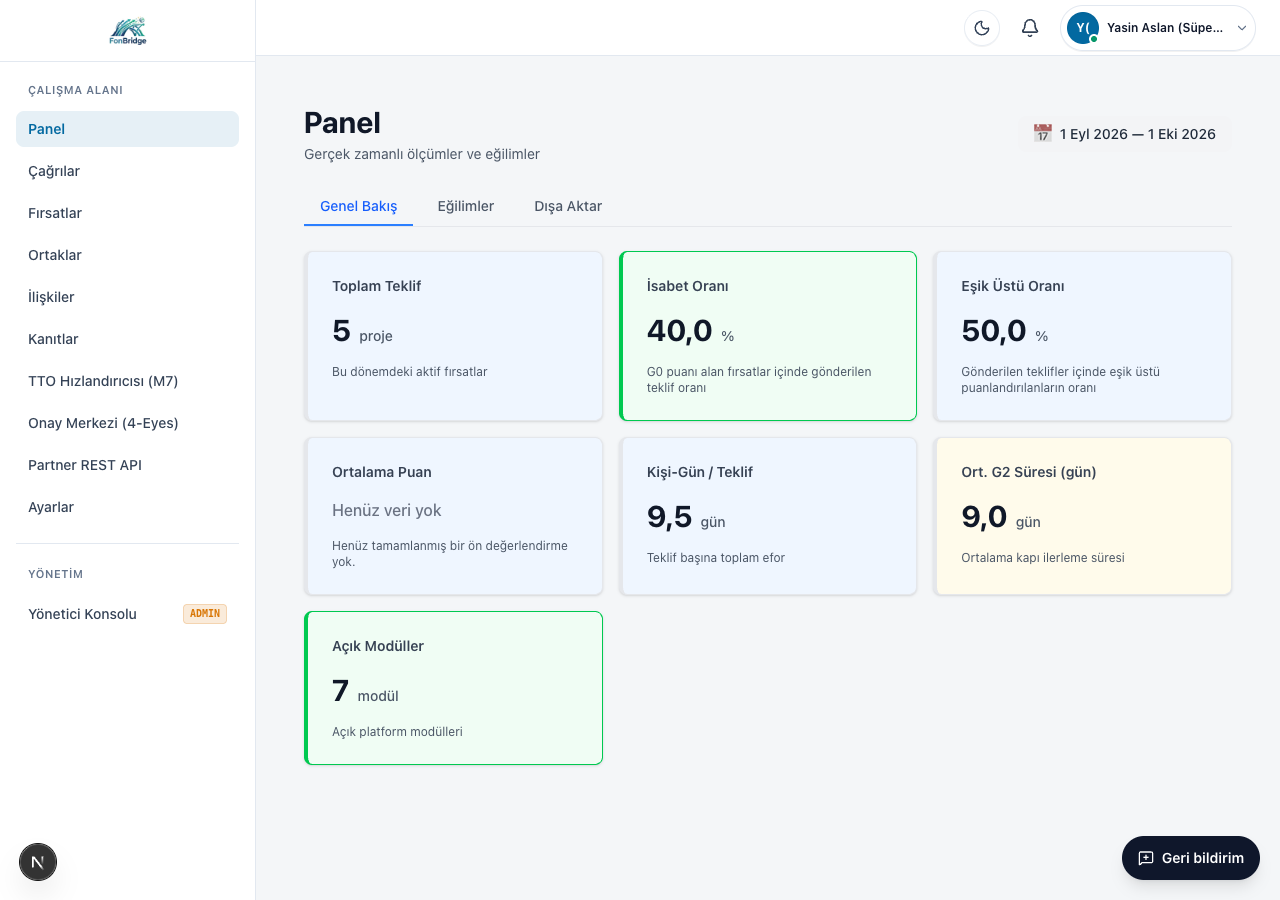 FonBridge
Y(
Yasin Aslan (Süpe...
ÇALIŞMA ALANI
Panel
Çağrılar
Fırsatlar
Ortaklar
İlişkiler
Kanıtlar
TTO Hızlandırıcısı (M7)
Onay Merkezi (4-Eyes)
Partner REST API
Ayarlar
YÖNETİM
Yönetici Konsolu
ADMIN
Panel
Gerçek zamanlı ölçümler ve eğilimler
17
1 Eyl 2026 — 1 Eki 2026
Genel Bakış
Eğilimler
Dışa Aktar
Toplam Teklif
5 proje
Bu dönemdeki aktif fırsatlar
İsabet Oranı
40,0 %
G0 puanı alan fırsatlar içinde gönderilen
teklif oranı
Eşik Üstü Oranı
50,0 %
Gönderilen teklifler içinde eşik üstü
puanlandırılanların oranı
Ortalama Puan
Henüz veri yok
Henüz tamamlanmış bir ön değerlendirme
yok.
Kişi-Gün / Teklif
9,5 gün
Teklif başına toplam efor
Ort. G2 Süresi (gün)
9,0 gün
Ortalama kapı ilerleme süresi
Açık Modüller
7 modül
Açık platform modülleri
N
Geri bildirim